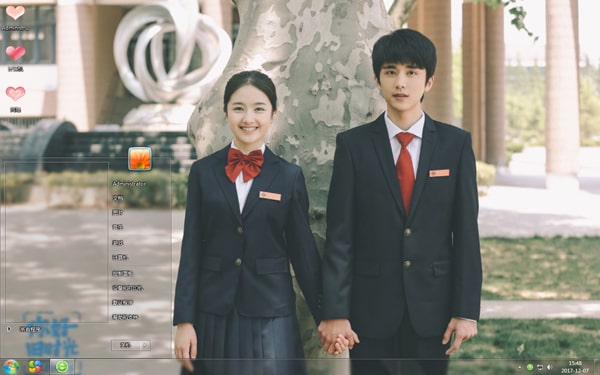 Administrator
计算机
网络
Administrator
文档
图片
音乐
游戏
计算机
控制面板
设备和打印机
默认程序
帮助和支持
所有程序
关机
15:48
2017-12-07